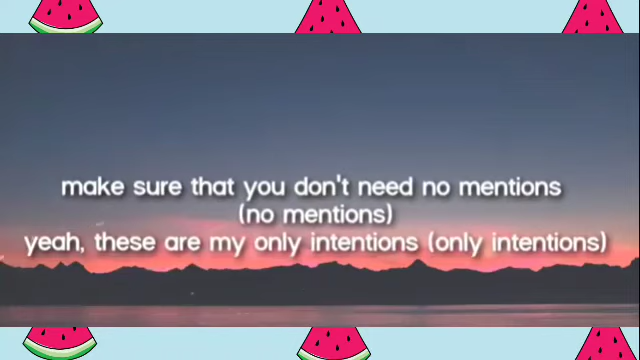 make sure that you don't need no mentions
(no mentions)
yeah, these are my only intentions (only intentions)